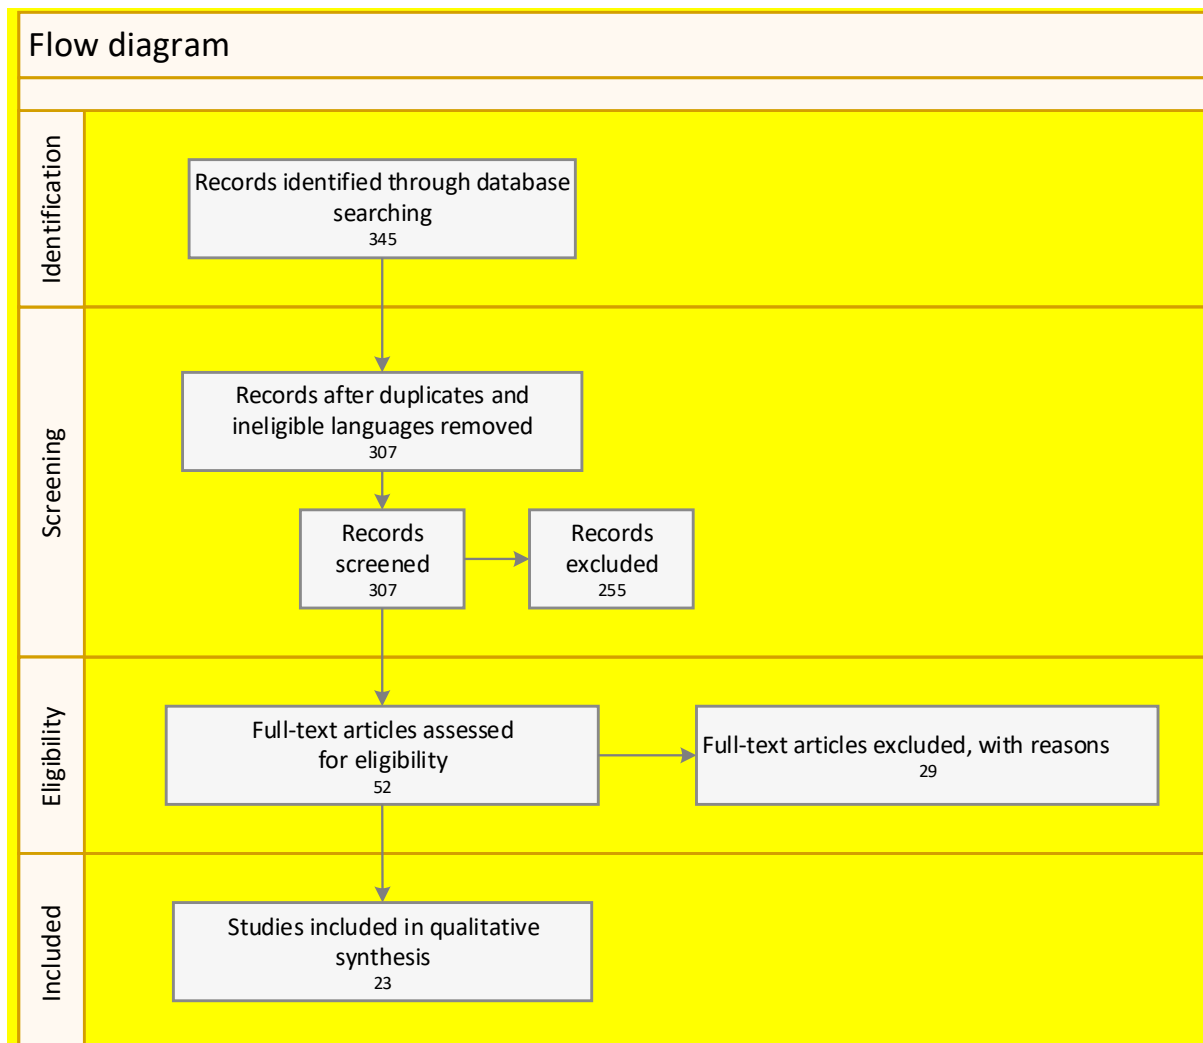 Flow diagram
Identification
Records identified through database
searching
345
Screening
Records after duplicates and
ineligible languages removed
307
Records
screened
307
Records
excluded
255
Eligibility
Full-text articles assessed
for eligibility
52
Full-text articles excluded, with reasons
29
Included
Studies included in qualitative
synthesis
23